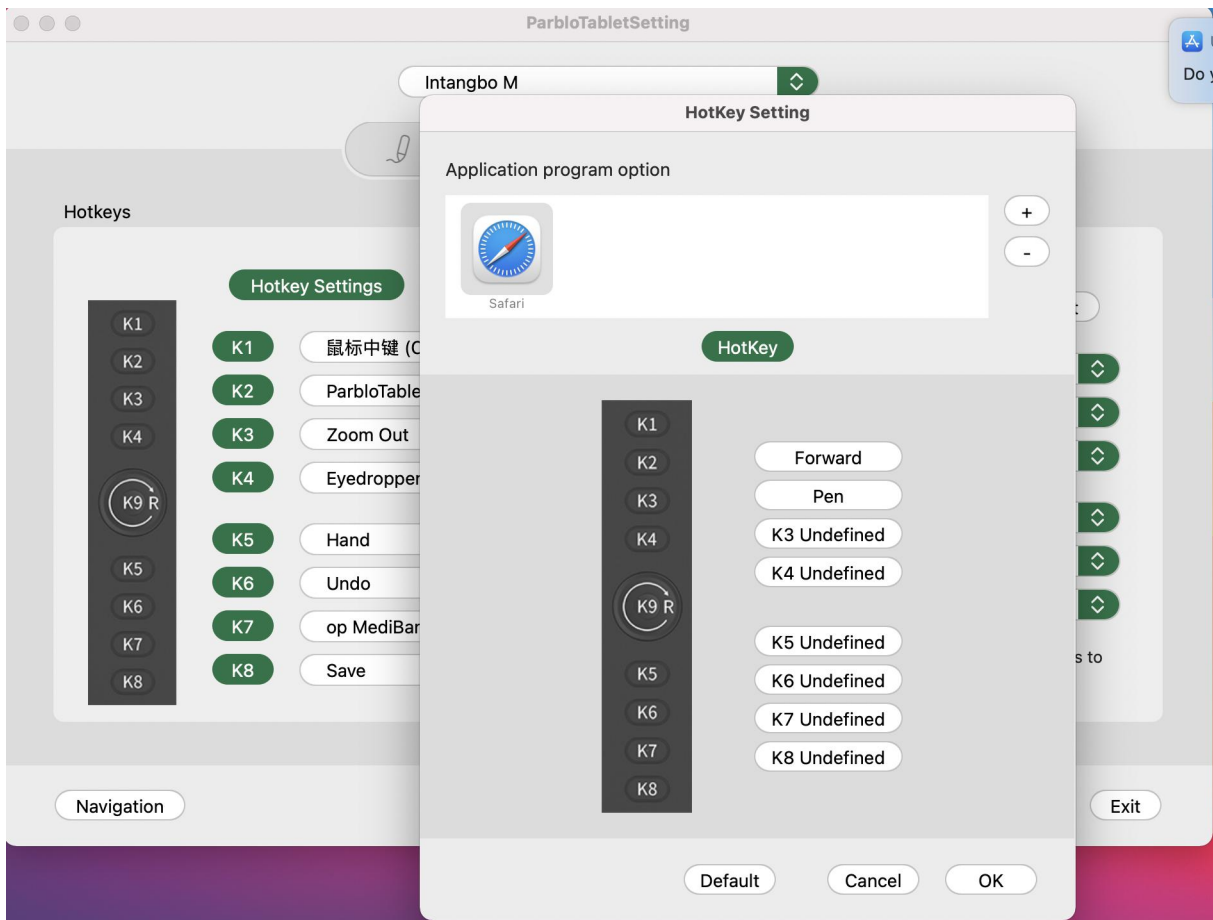 ParbloTabletSetting
Intangbo M
Hotkeys
Hotkey Settings
K1
K2
K3
K4
K9 R
K5
K6
K7
K8
K1 鼠标中键 (C
K2 ParbloTable
K3 Zoom Out
K4 Eyedropper
K5 Hand
K6 Undo
K7 op MediBar
K8 Save
s to
Navigation
Exit
Do
HotKey Setting
Application program option
Safari
+
-
HotKey
K1
K2
K3
K4
K9 R
K5
K6
K7
K8
Forward
Pen
K3 Undefined
K4 Undefined
K5 Undefined
K6 Undefined
K7 Undefined
K8 Undefined
Default
Cancel
OK